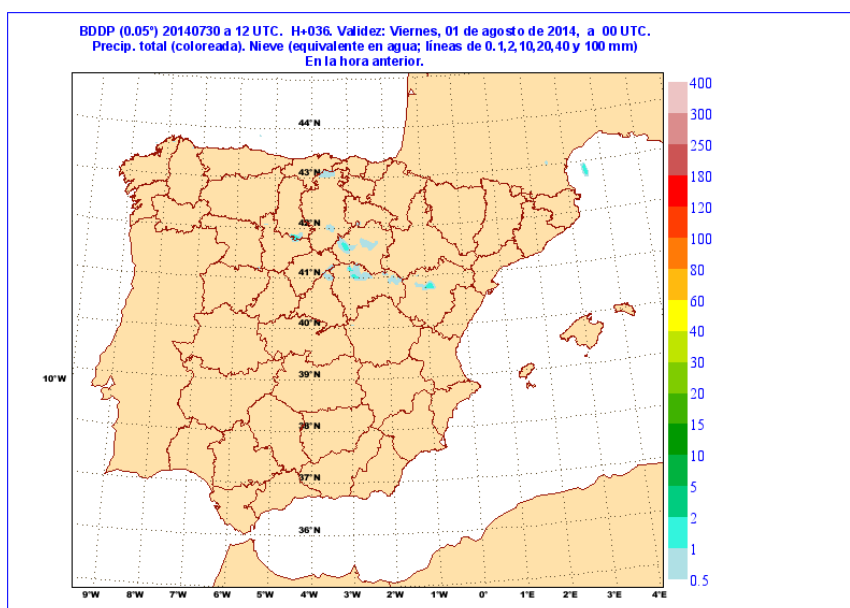 BDDP (0.05°) 20140730 a 12 UTC. H+036. Validez: Viernes, 01 de agosto de 2014, a 00 UTC.
Precip. total (coloreada). Nieve (equivalente en agua; líneas de 0.1,2,10,20,40 y 100 mm)
En la hora anterior.
44°N
43°N
42°N
41°N
40°N
39°N
38°N
37°N
36°N
10°W
9°W 8°W 7°W 6°W 5°W 4°W 3°W 2°W 1°W 0° 1°E 2°E 3°E 4°E
400
300
250
180
120
100
80
60
40
30
20
15
10
5
2
1
0.5